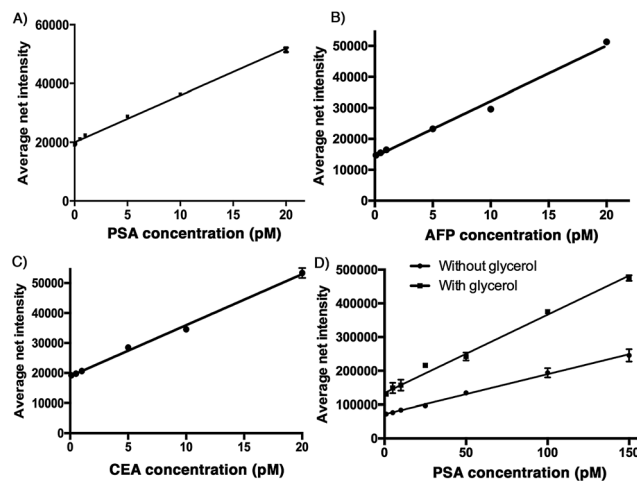 A)
Average net intensity
60000
40000
20000
0
0 5 10 15 20
PSA concentration (pM)
B)
Average net intensity
50000
40000
30000
20000
10000
0
0 5 10 15 20
AFP concentration (pM)
C)
Average net intensity
50000
40000
30000
20000
10000
0
0 5 10 15 20
CEA concentration (pM)
D)
Without glycerol
With glycerol
Average net intensity
500000
400000
300000
200000
100000
0
0 50 100 150
PSA concentration (pM)